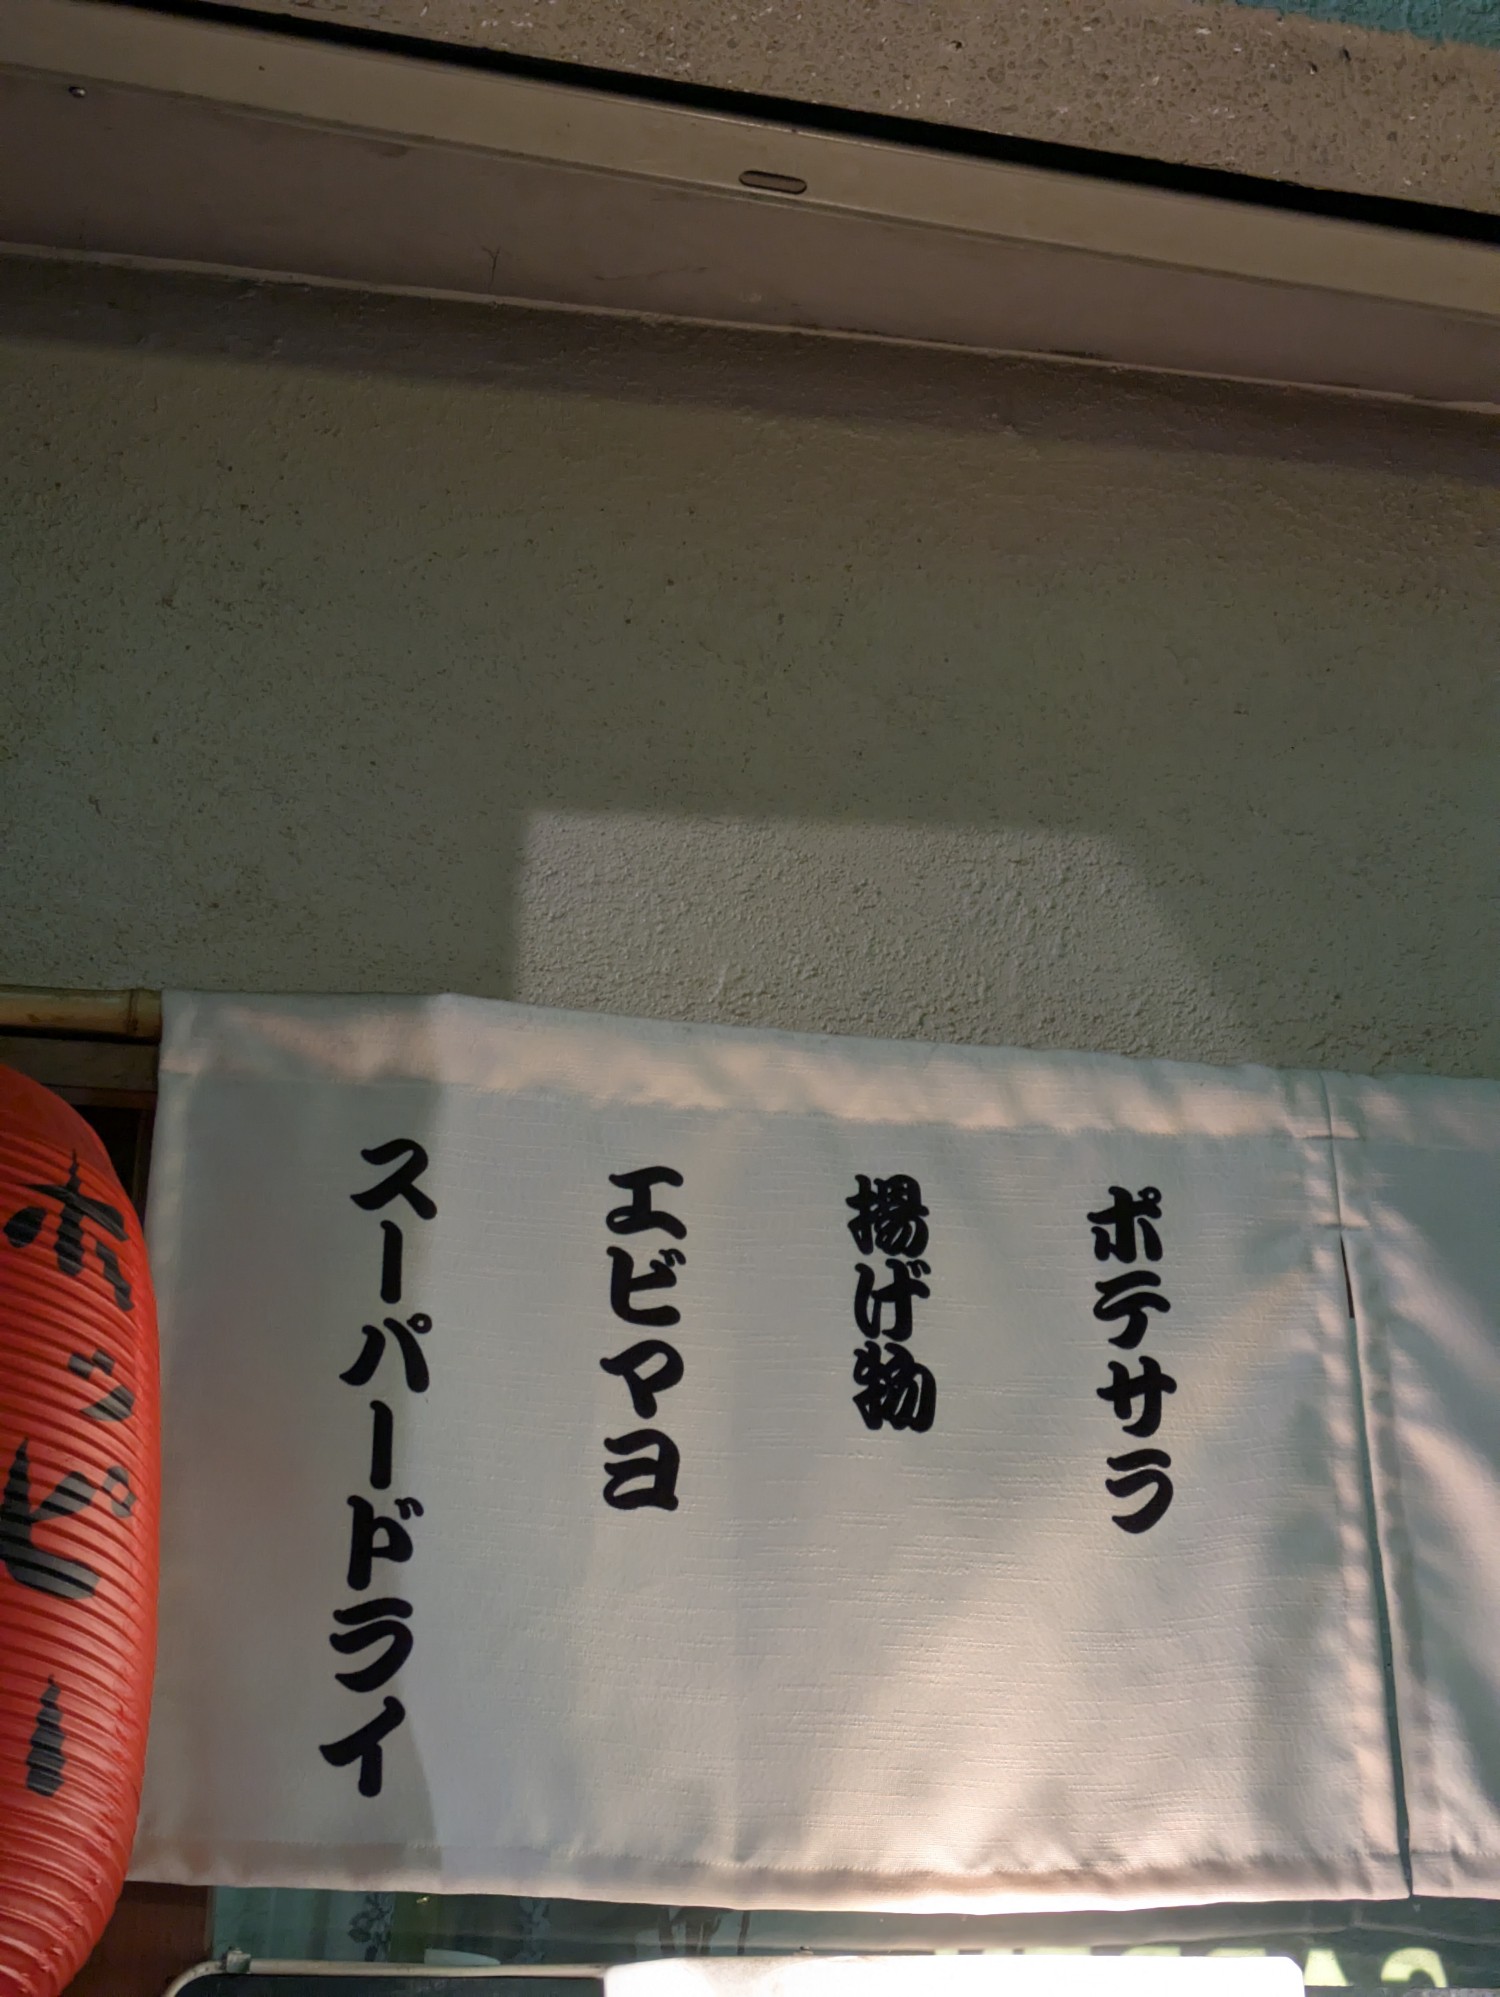 ポテサラ
揚げ物
エビマヨ
スーパードライ
ホッピー